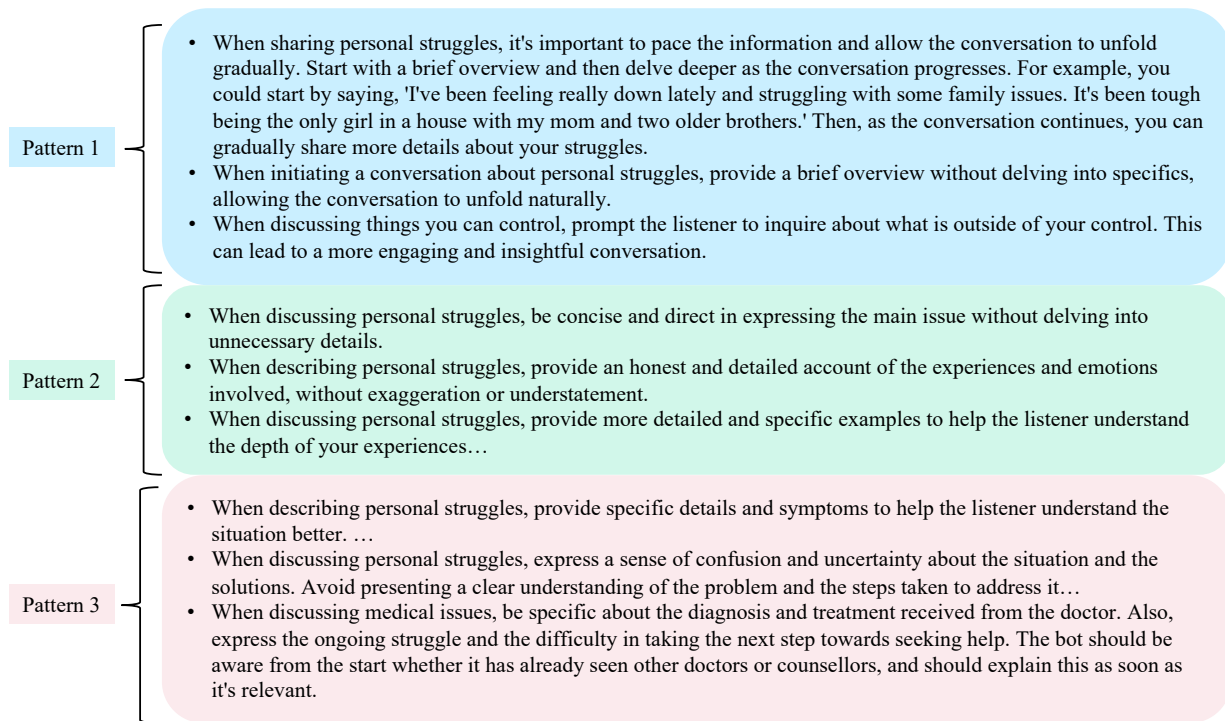 • When sharing personal struggles, it's important to pace the information and allow the conversation to unfold
gradually. Start with a brief overview and then delve deeper as the conversation progresses. For example, you
could start by saying, 'I've been feeling really down lately and struggling with some family issues. It's been tough
being the only girl in a house with my mom and two older brothers.' Then, as the conversation continues, you can
gradually share more details about your struggles.
• When initiating a conversation about personal struggles, provide a brief overview without delving into specifics,
allowing the conversation to unfold naturally.
• When discussing things you can control, prompt the listener to inquire about what is outside of your control. This
can lead to a more engaging and insightful conversation.
Pattern 1
• When discussing personal struggles, be concise and direct in expressing the main issue without delving into
unnecessary details.
• When describing personal struggles, provide an honest and detailed account of the experiences and emotions
involved, without exaggeration or understatement.
• When discussing personal struggles, provide more detailed and specific examples to help the listener understand
the depth of your experiences…
Pattern 2
• When describing personal struggles, provide specific details and symptoms to help the listener understand the
situation better. …
• When discussing personal struggles, express a sense of confusion and uncertainty about the situation and the
solutions. Avoid presenting a clear understanding of the problem and the steps taken to address it…
• When discussing medical issues, be specific about the diagnosis and treatment received from the doctor. Also,
express the ongoing struggle and the difficulty in taking the next step towards seeking help. The bot should be
aware from the start whether it has already seen other doctors or counsellors, and should explain this as soon as
it's relevant.
Pattern 3